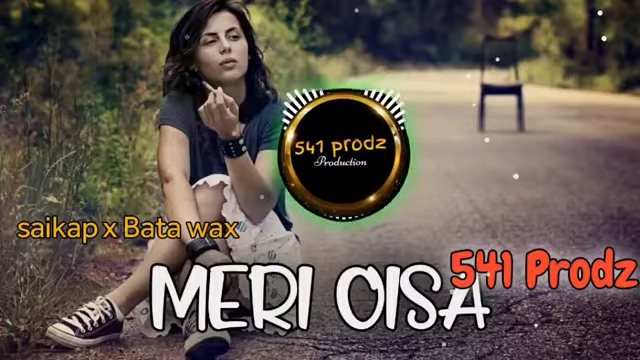 541 prodz
Production
saikap x Bata wax
541 Prodz
MERI OISA